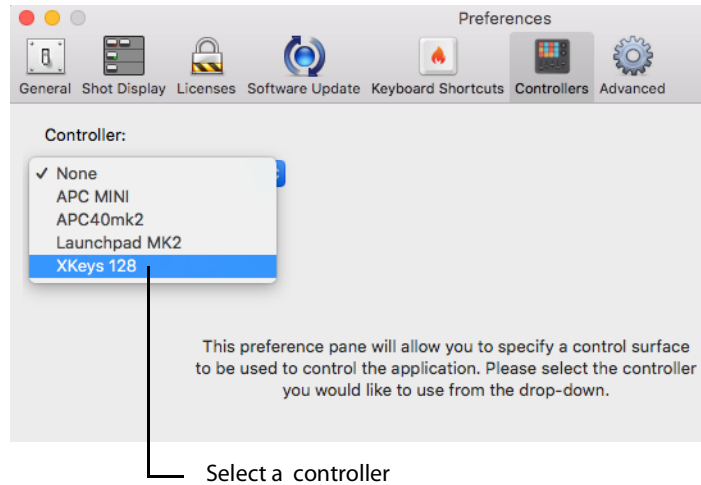 Preferences
General Shot Display Licenses Software Update Keyboard Shortcuts Controllers Advanced
Controller:
✓ None
APC MINI
APC40mk2
Launchpad MK2
XKeys 128
This preference pane will allow you to specify a control surface
to be used to control the application. Please select the controller
you would like to use from the drop-down.
Select a controller